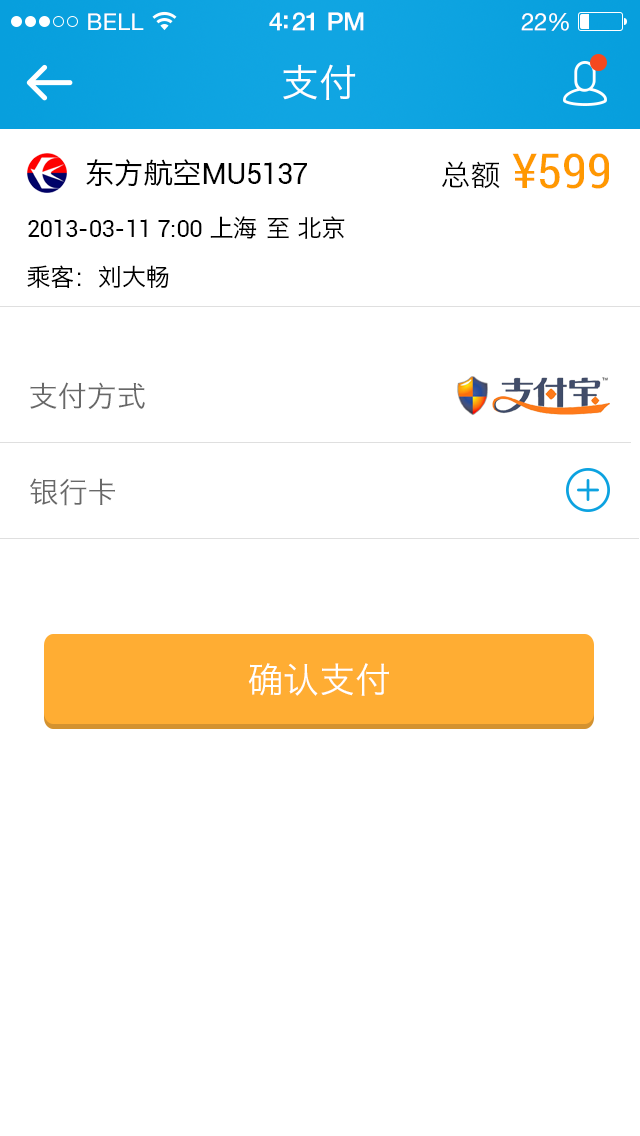 BELL 4:21 PM 22%
支付
东方航空MU5137 总额 ¥599
2013-03-11 7:00 上海 至 北京
乘客：刘大畅
支付方式 支付宝™
银行卡
确认支付